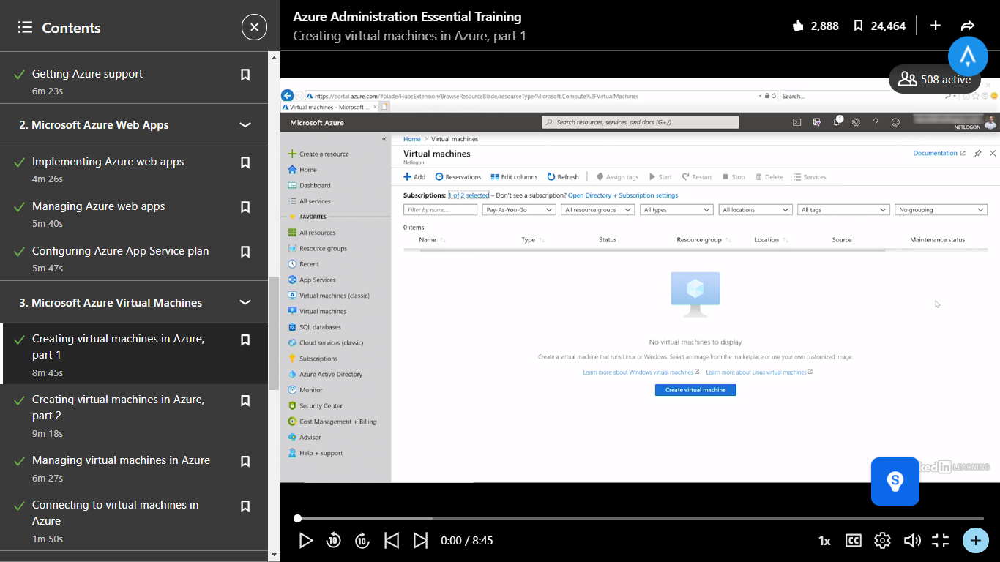 Contents
Getting Azure support
6m 23s
2. Microsoft Azure Web Apps
Implementing Azure web apps
4m 26s
Managing Azure web apps
5m 40s
Configuring Azure App Service plan
5m 47s
3. Microsoft Azure Virtual Machines
Creating virtual machines in Azure,
part 1
8m 45s
Creating virtual machines in Azure,
part 2
9m 18s
Managing virtual machines in Azure
6m 27s
Connecting to virtual machines in
Azure
1m 50s
Azure Administration Essential Training
Creating virtual machines in Azure, part 1
2,888 24,464
508 active
https://portal.azure.com/#blade/HubsExtension/BrowseResourceBlade/resourceType/Microsoft.Compute%2FVirtualMachines
Search...
Virtual machines - Microsoft ...
Microsoft Azure
Search resources, services, and docs (G+/)
1
NETLOGON
Create a resource
Home
Dashboard
All services
FAVORITES
All resources
Resource groups
Recent
App Services
Virtual machines (classic)
Virtual machines
SQL databases
Cloud services (classic)
Subscriptions
Azure Active Directory
Monitor
Security Center
Cost Management + Billing
Advisor
Help + support
Home > Virtual machines
Virtual machines
Netlogon
Documentation
Add Reservations Edit columns Refresh Assign tags Start Restart Stop Delete Services
Subscriptions: 1 of 2 selected – Don't see a subscription? Open Directory + Subscription settings
Filter by name... Pay-As-You-Go All resource groups All types All locations All tags No grouping
0 items
Name Type Status Resource group Location Source Maintenance status
No virtual machines to display
Create a virtual machine that runs Linux or Windows. Select an image from the marketplace or use your own customized image.
Learn more about Windows virtual machines Learn more about Linux virtual machines
Create virtual machine
S
ked in LEARNING
10 10 0:00 / 8:45 1x CC